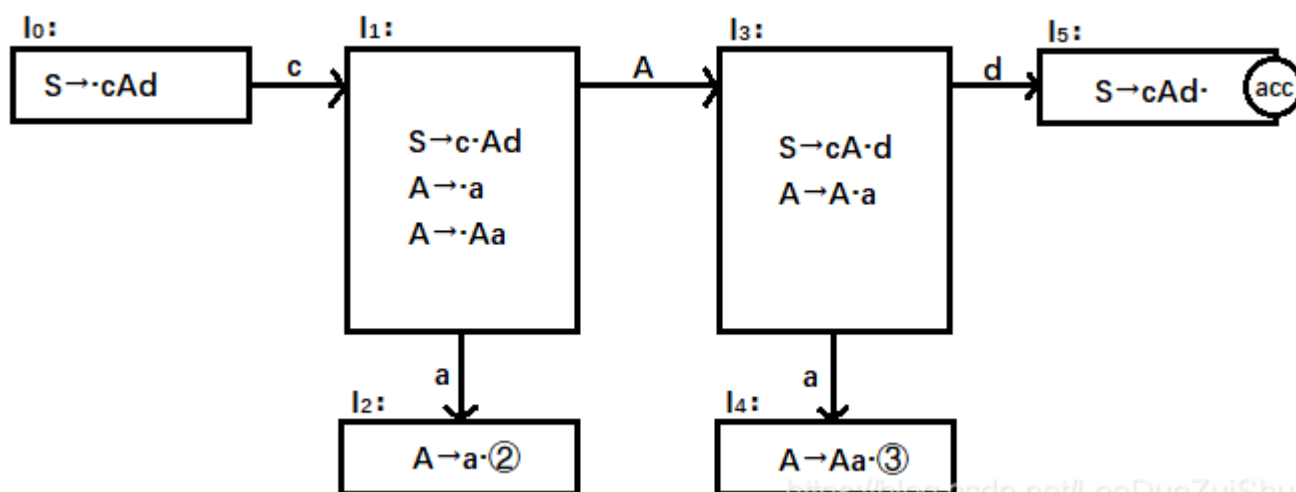 I₀:
S→·cAd
c
I₁:
S→c·Ad
A→·a
A→·Aa
A
I₃:
S→cA·d
A→A·a
d
I₅:
S→cAd·
acc
a
I₂:
A→a·②
a
I₄:
A→Aa·③